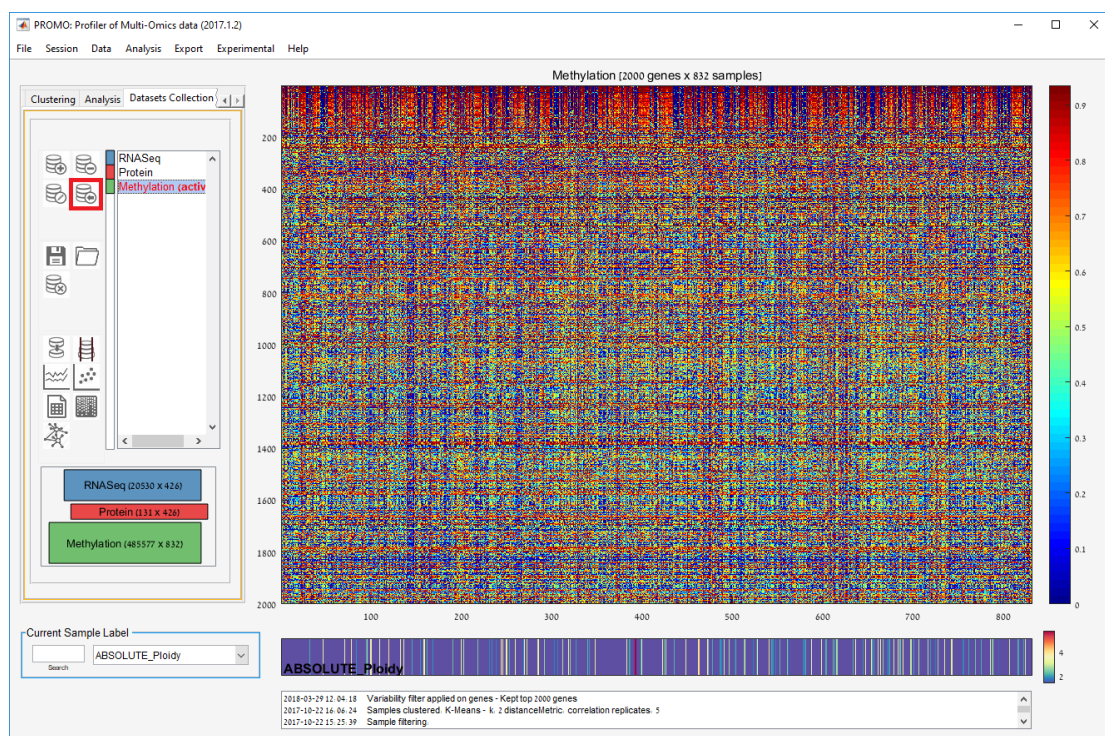 PROMO: Profiler of Multi-Omics data (2017.1.2)
File Session Data Analysis Export Experimental Help
Clustering Analysis Datasets Collection
RNASeq
Protein
Methylation (activ
RNASeq (20530 x 426)
Protein (131 x 426)
Methylation (485577 x 832)
Current Sample Label
Search
ABSOLUTE_Ploidy
Methylation [2000 genes x 832 samples]
200
400
600
800
1000
1200
1400
1600
1800
2000
100 200 300 400 500 600 700 800
0.9
0.8
0.7
0.6
0.5
0.4
0.3
0.2
0.1
0
ABSOLUTE_Ploidy
4
2
2018-03-29 12.04.18 Variability filter applied on genes - Kept top 2000 genes
2017-10-22 16.06.24 Samples clustered. K-Means - k. 2 distanceMetric. correlation replicates. 5
2017-10-22 15.25.39 Sample filtering.